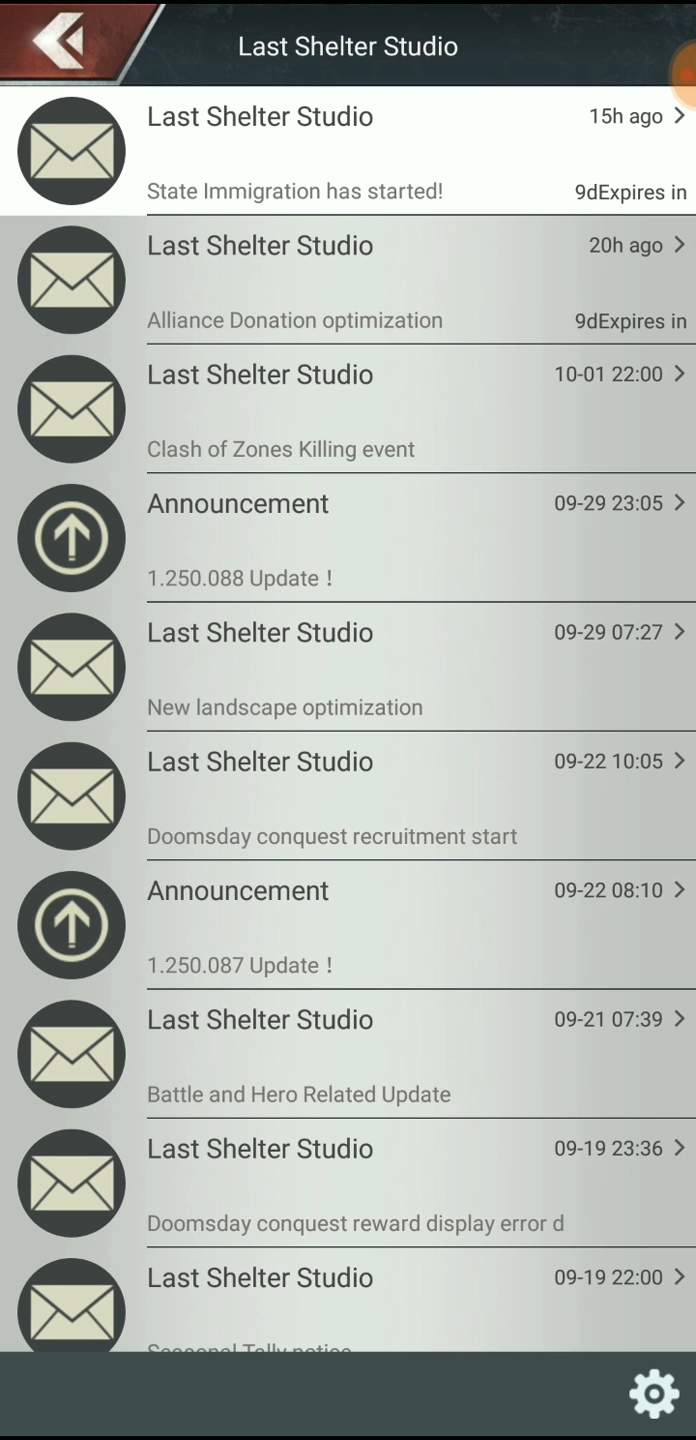 Last Shelter Studio
Last Shelter Studio
15h ago
State Immigration has started!
9dExpires in
Last Shelter Studio
20h ago
Alliance Donation optimization
9dExpires in
Last Shelter Studio
10-01 22:00
Clash of Zones Killing event
Announcement
09-29 23:05
1.250.088 Update !
Last Shelter Studio
09-29 07:27
New landscape optimization
Last Shelter Studio
09-22 10:05
Doomsday conquest recruitment start
Announcement
09-22 08:10
1.250.087 Update !
Last Shelter Studio
09-21 07:39
Battle and Hero Related Update
Last Shelter Studio
09-19 23:36
Doomsday conquest reward display error d
Last Shelter Studio
09-19 22:00
Seasonal Tally notice